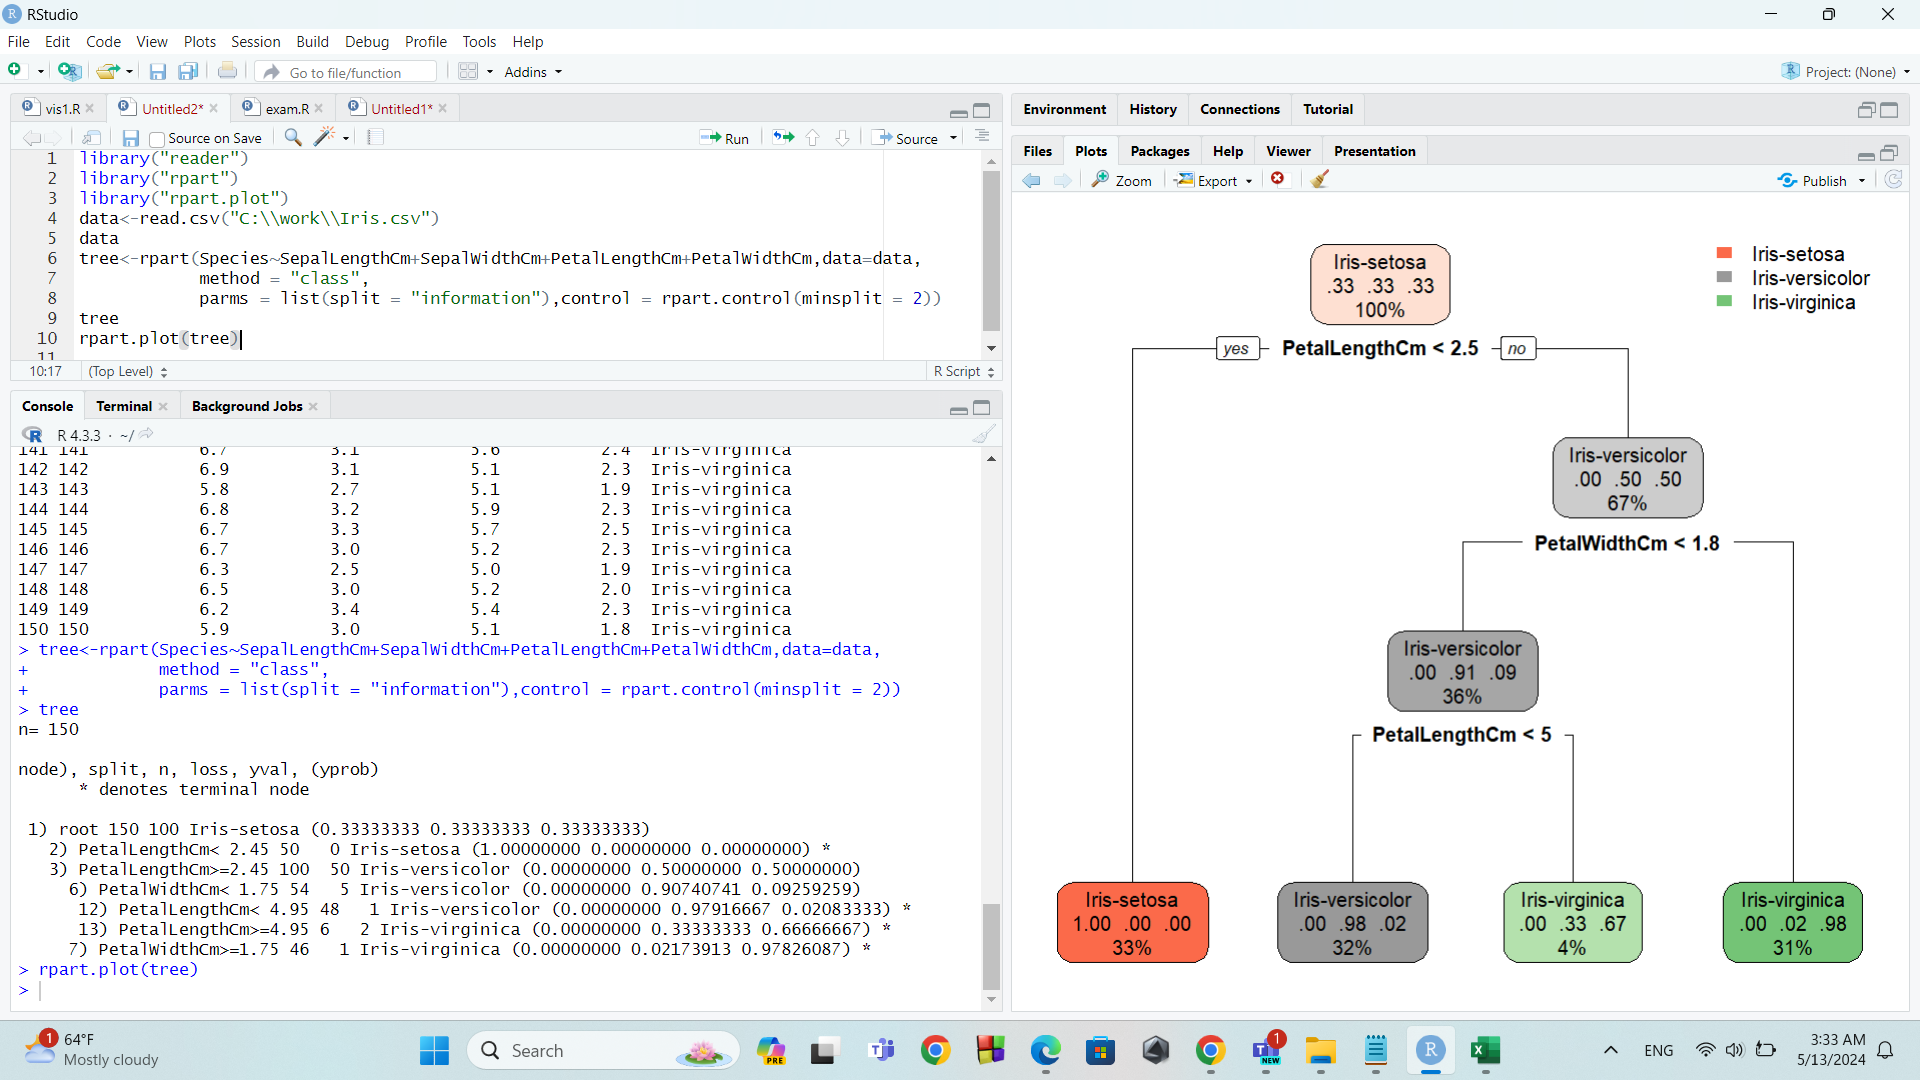 RStudio
File Edit Code View Plots Session Build Debug Profile Tools Help
Go to file/function Addins Project: (None)
vis1.R Untitled2* exam.R Untitled1*
Source on Save Run Source
1 library("reader")
2 library("rpart")
3 library("rpart.plot")
4 data<-read.csv("C:\\work\\Iris.csv")
5 data
6 tree<-rpart(Species~SepalLengthCm+SepalWidthCm+PetalLengthCm+PetalWidthCm,data=data,
7 method = "class",
8 parms = list(split = "information"),control = rpart.control(minsplit = 2))
9 tree
10 rpart.plot(tree)
11
10:17 (Top Level) R Script
Console Terminal Background Jobs
R 4.3.3 · ~/
141 141 6.7 3.1 5.6 2.4 Iris-virginica
142 142 6.9 3.1 5.1 2.3 Iris-virginica
143 143 5.8 2.7 5.1 1.9 Iris-virginica
144 144 6.8 3.2 5.9 2.3 Iris-virginica
145 145 6.7 3.3 5.7 2.5 Iris-virginica
146 146 6.7 3.0 5.2 2.3 Iris-virginica
147 147 6.3 2.5 5.0 1.9 Iris-virginica
148 148 6.5 3.0 5.2 2.0 Iris-virginica
149 149 6.2 3.4 5.4 2.3 Iris-virginica
150 150 5.9 3.0 5.1 1.8 Iris-virginica
> tree<-rpart(Species~SepalLengthCm+SepalWidthCm+PetalLengthCm+PetalWidthCm,data=data,
+ method = "class",
+ parms = list(split = "information"),control = rpart.control(minsplit = 2))
> tree
n= 150
node), split, n, loss, yval, (yprob)
* denotes terminal node
1) root 150 100 Iris-setosa (0.33333333 0.33333333 0.33333333)
2) PetalLengthCm< 2.45 50 0 Iris-setosa (1.00000000 0.00000000 0.00000000) *
3) PetalLengthCm>=2.45 100 50 Iris-versicolor (0.00000000 0.50000000 0.50000000)
6) PetalWidthCm< 1.75 54 5 Iris-versicolor (0.00000000 0.90740741 0.09259259)
12) PetalLengthCm< 4.95 48 1 Iris-versicolor (0.00000000 0.97916667 0.02083333) *
13) PetalLengthCm>=4.95 6 2 Iris-virginica (0.00000000 0.33333333 0.66666667) *
7) PetalWidthCm>=1.75 46 1 Iris-virginica (0.00000000 0.02173913 0.97826087) *
> rpart.plot(tree)
>
Environment History Connections Tutorial
Files Plots Packages Help Viewer Presentation
Zoom Export Publish
Iris-setosa
Iris-versicolor
Iris-virginica
Iris-setosa
.33 .33 .33
100%
yes PetalLengthCm < 2.5 no
Iris-versicolor
.00 .50 .50
67%
PetalWidthCm < 1.8
Iris-versicolor
.00 .91 .09
36%
PetalLengthCm < 5
Iris-setosa
1.00 .00 .00
33%
Iris-versicolor
.00 .98 .02
32%
Iris-virginica
.00 .33 .67
4%
Iris-virginica
.00 .02 .98
31%
1 64°F
Mostly cloudy
Search
PRE
1
NEW
ENG
3:33 AM
5/13/2024